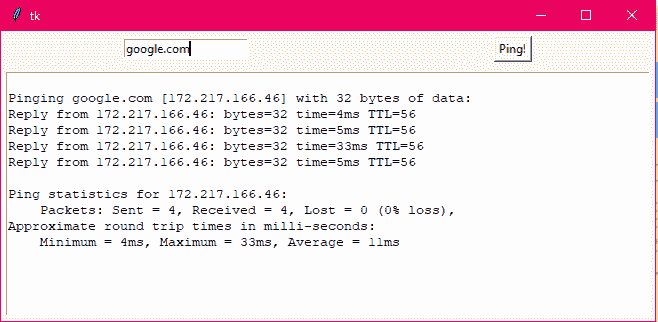 tk
google.com
Ping!
Pinging google.com [172.217.166.46] with 32 bytes of data:
Reply from 172.217.166.46: bytes=32 time=4ms TTL=56
Reply from 172.217.166.46: bytes=32 time=5ms TTL=56
Reply from 172.217.166.46: bytes=32 time=33ms TTL=56
Reply from 172.217.166.46: bytes=32 time=5ms TTL=56
Ping statistics for 172.217.166.46:
Packets: Sent = 4, Received = 4, Lost = 0 (0% loss),
Approximate round trip times in milli-seconds:
Minimum = 4ms, Maximum = 33ms, Average = 11ms